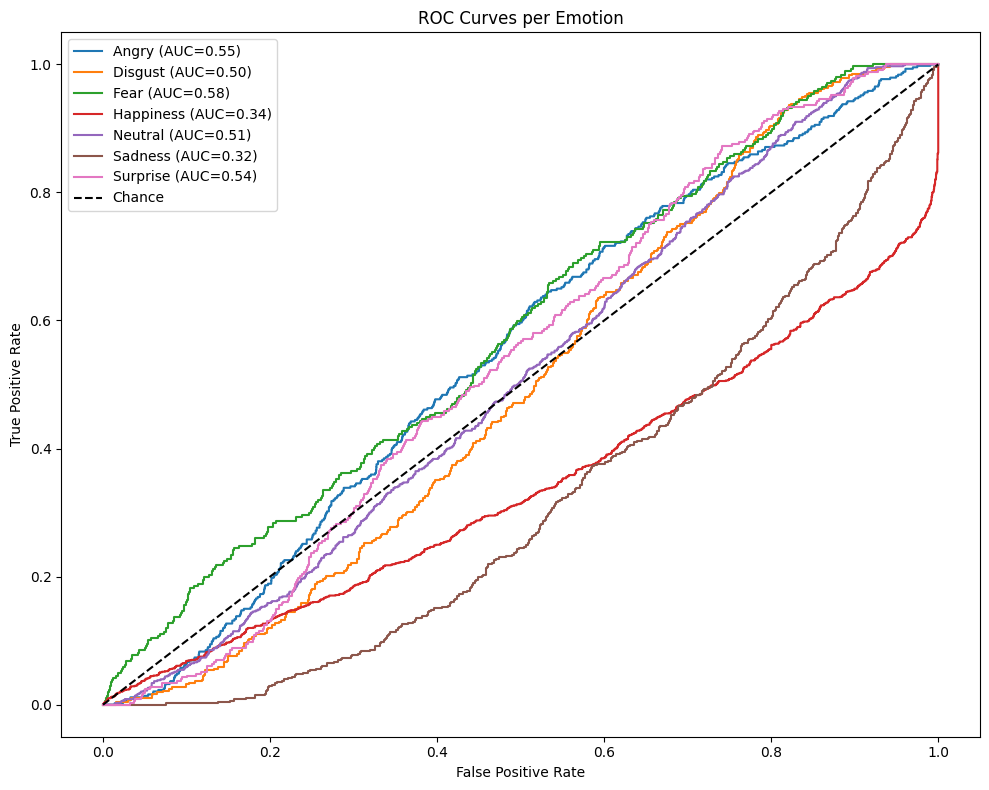 ROC Curves per Emotion
Angry (AUC=0.55)
Disgust (AUC=0.50)
Fear (AUC=0.58)
Happiness (AUC=0.34)
Neutral (AUC=0.51)
Sadness (AUC=0.32)
Surprise (AUC=0.54)
Chance
True Positive Rate
1.0
0.8
0.6
0.4
0.2
0.0
0.0 0.2 0.4 0.6 0.8 1.0
False Positive Rate